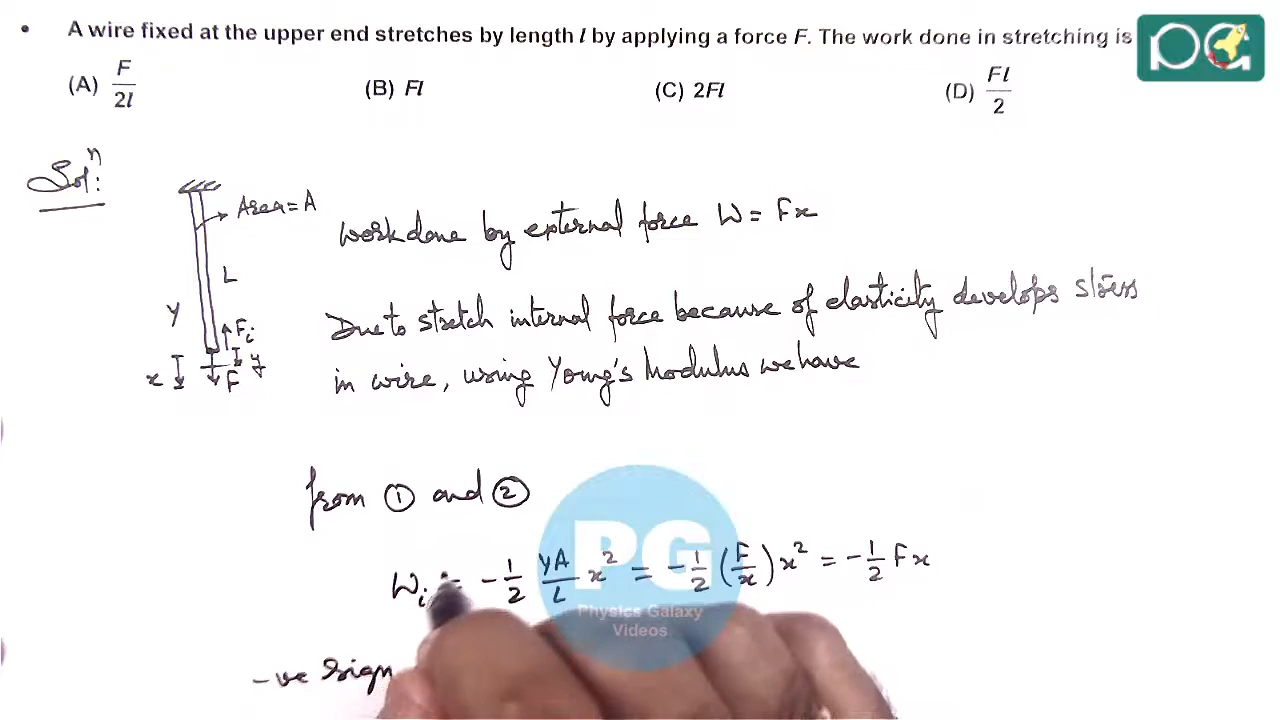 • A wire fixed at the upper end stretches by length l by applying a force F. The work done in stretching is
(A) F/2l (B) Fl (C) 2Fl (D) Fl/2
PG
Solⁿ:
Area = A
L
Y
Fi
y
x
F
Work done by external force W = Fx
Due to stretch internal force because of elasticity develops stress
in wire, using Young's Modulus we have
from ① and ②
Wi = -1/2 YA/L x² = -1/2 (F/x) x² = -1/2 Fx
PG
Physics Galaxy
Videos
-ve sign